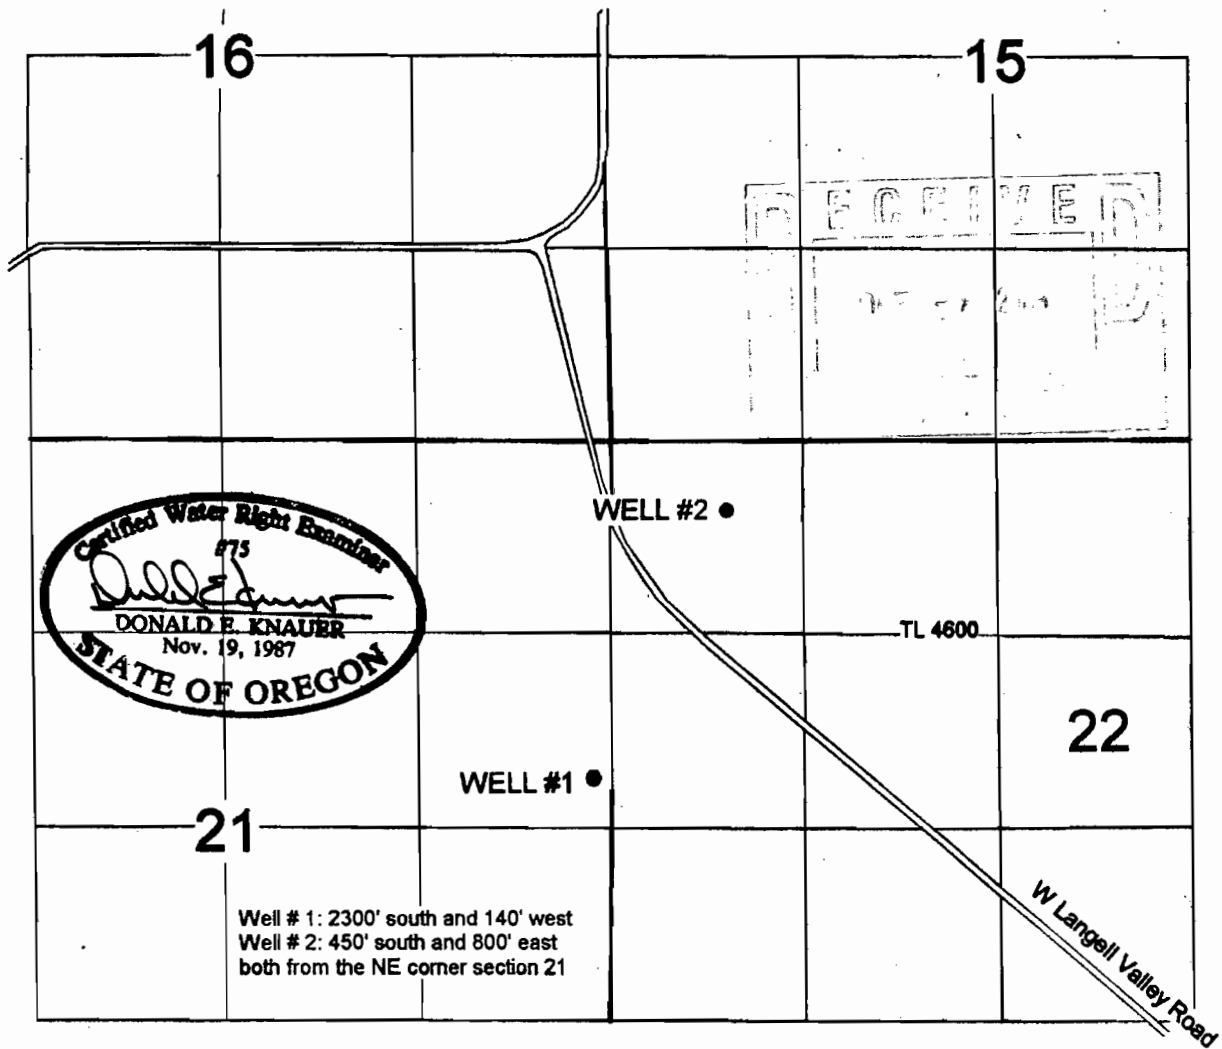 16
15
RECEIVED
WELL #2
Certified Water Right Examiner
#75
DONALD E. KNAUER
Nov. 19, 1987
STATE OF OREGON
TL 4600
22
WELL #1
21
Well # 1: 2300' south and 140' west
Well # 2: 450' south and 800' east
both from the NE corner section 21
W Langell Valley Road